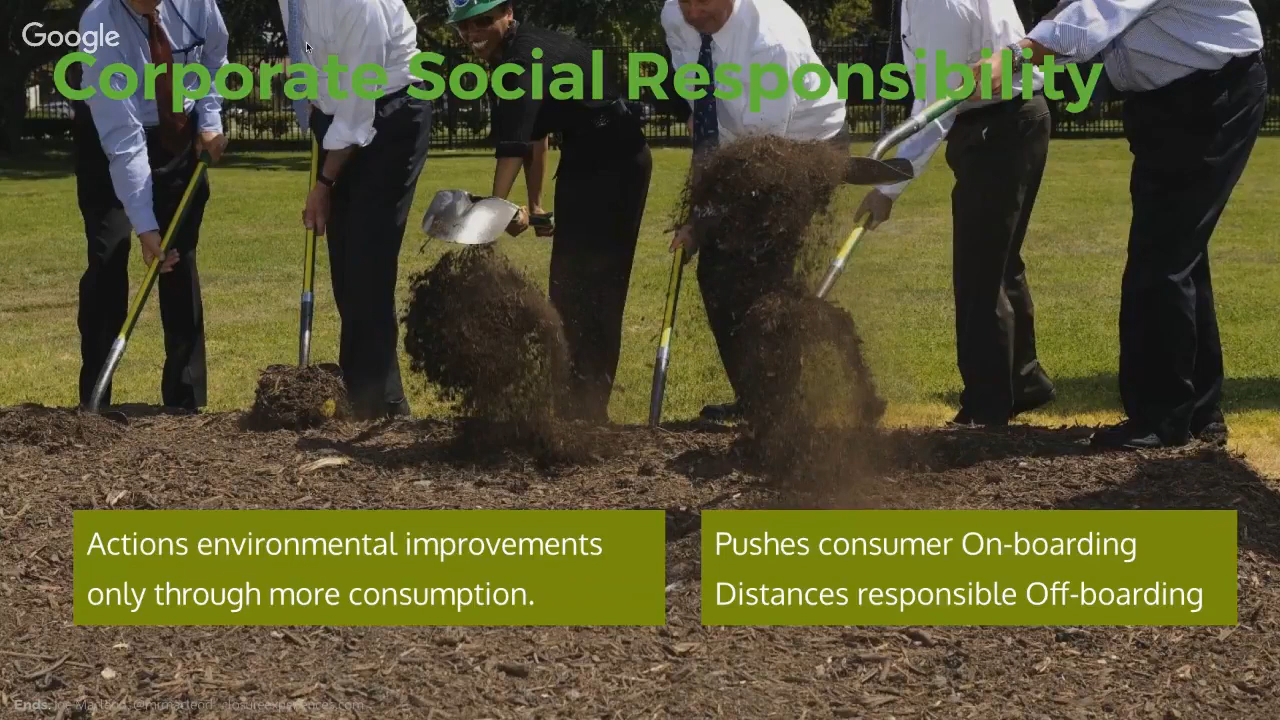 Google
Corporate Social Responsibility
Actions environmental improvements
only through more consumption.
Pushes consumer On-boarding
Distances responsible Off-boarding
Ends.